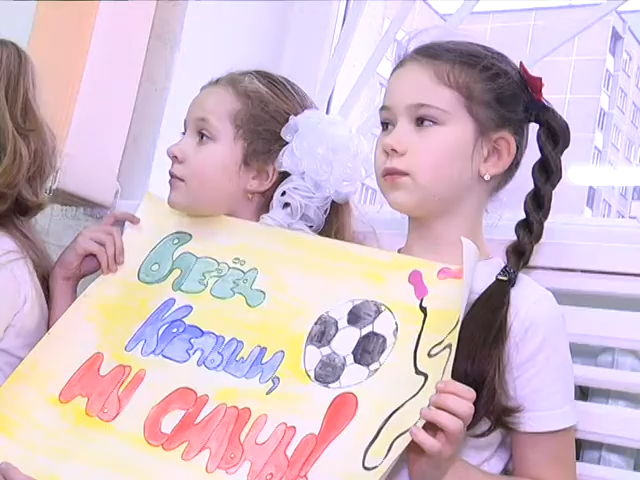 Вперёд
Крепыши,
мы сильны!